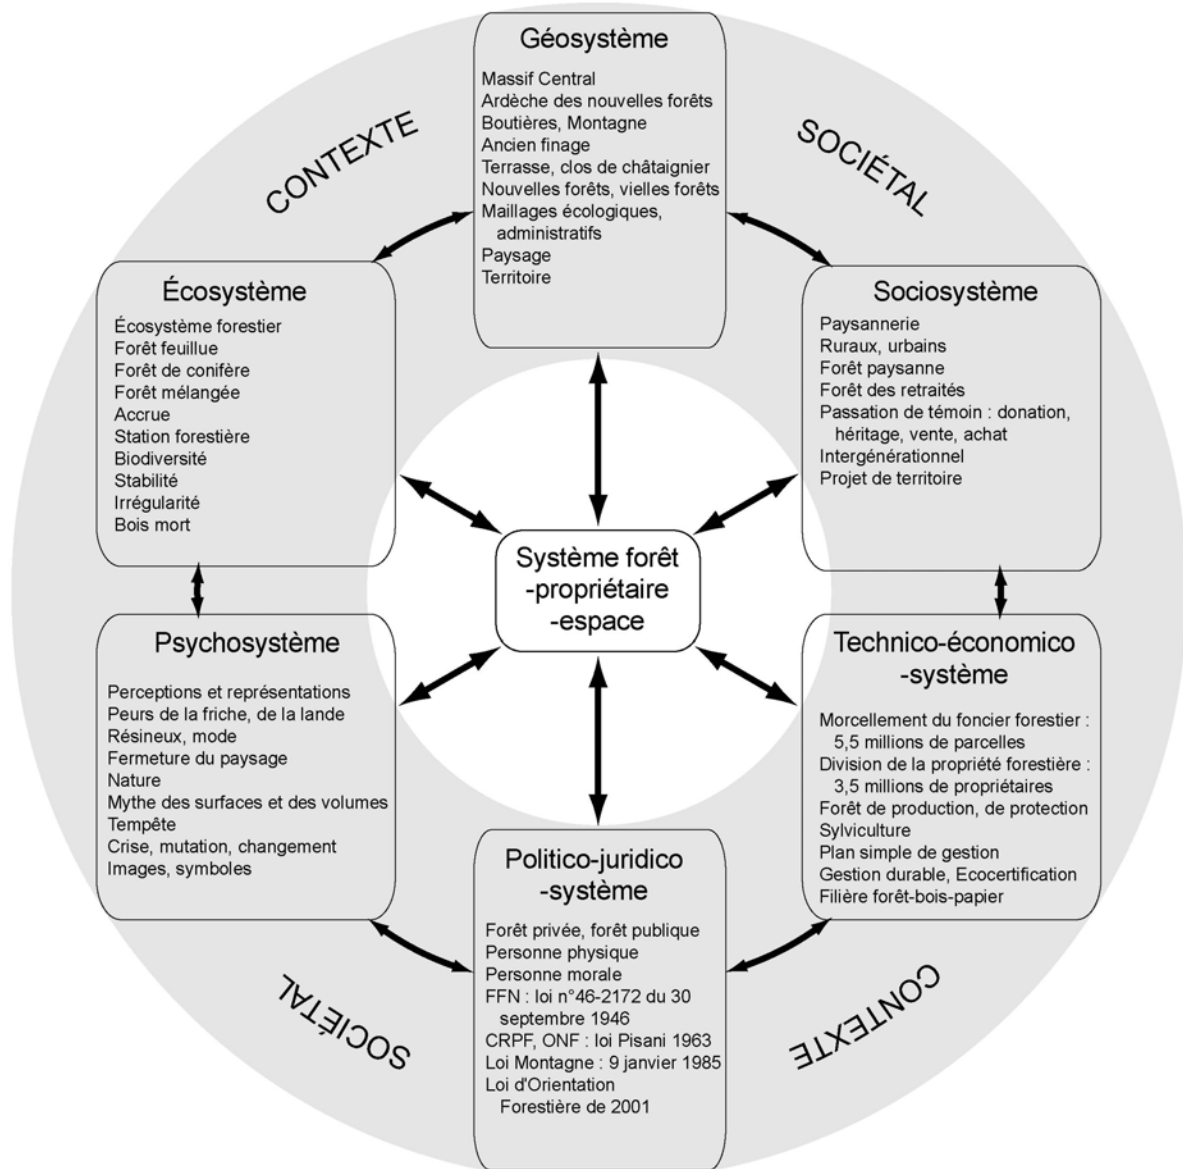 Géosystème
Massif Central
Ardèche des nouvelles forêts
Boutières, Montagne
Ancien finage
Terrasse, clos de châtaignier
Nouvelles forêts, vielles forêts
Maillages écologiques,
administratifs
Paysage
Territoire
CONTEXTE
SOCIÉTAL
Écosystème
Écosystème forestier
Forêt feuillue
Forêt de conifère
Forêt mélangée
Accrue
Station forestière
Biodiversité
Stabilité
Irrégularité
Bois mort
Sociosystème
Paysannerie
Ruraux, urbains
Forêt paysanne
Forêt des retraités
Passation de témoin : donation,
héritage, vente, achat
Intergénérationnel
Projet de territoire
Système forêt
-propriétaire
-espace
Psychosystème
Perceptions et représentations
Peurs de la friche, de la lande
Résineux, mode
Fermeture du paysage
Nature
Mythe des surfaces et des volumes
Tempête
Crise, mutation, changement
Images, symboles
Technico-économico
-système
Morcellement du foncier forestier :
5,5 millions de parcelles
Division de la propriété forestière :
3,5 millions de propriétaires
Forêt de production, de protection
Sylviculture
Plan simple de gestion
Gestion durable, Ecocertification
Filière forêt-bois-papier
Politico-juridico
-système
Forêt privée, forêt publique
Personne physique
Personne morale
FFN : loi n°46-2172 du 30
septembre 1946
CRPF, ONF : loi Pisani 1963
Loi Montagne : 9 janvier 1985
Loi d'Orientation
Forestière de 2001
SOCIÉTAL
CONTEXTE